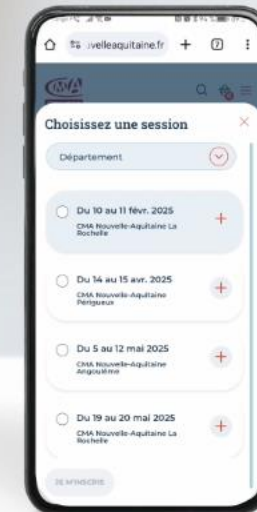 :velleaquitaine.fr
CMA
Choisissez une session
Département
Du 10 au 11 févr. 2025
CMA Nouvelle-Aquitaine La
Rochelle
Du 14 au 15 avr. 2025
CMA Nouvelle-Aquitaine
Périgueux
Du 5 au 12 mai 2025
CMA Nouvelle-Aquitaine
Angoulême
Du 19 au 20 mai 2025
CMA Nouvelle-Aquitaine La
Rochelle
JE M'INSCRIS